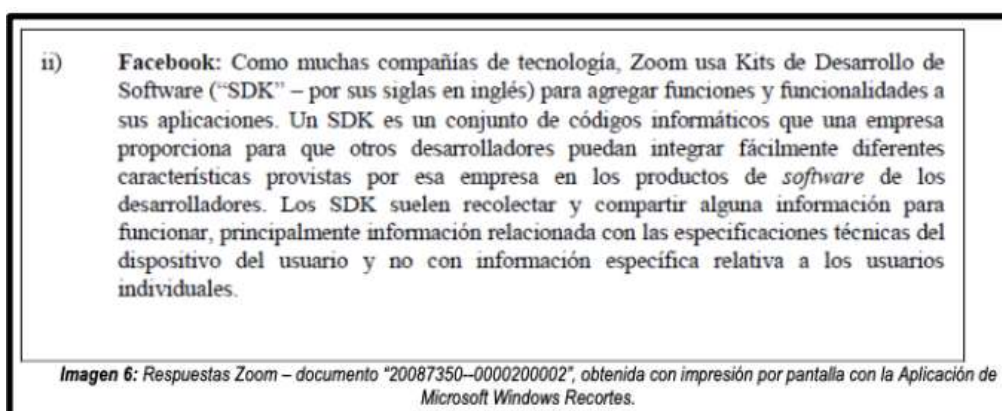 ii) Facebook: Como muchas compañías de tecnología, Zoom usa Kits de Desarrollo de
Software (“SDK” – por sus siglas en inglés) para agregar funciones y funcionalidades a
sus aplicaciones. Un SDK es un conjunto de códigos informáticos que una empresa
proporciona para que otros desarrolladores puedan integrar fácilmente diferentes
características provistas por esa empresa en los productos de software de los
desarrolladores. Los SDK suelen recolectar y compartir alguna información para
funcionar, principalmente información relacionada con las especificaciones técnicas del
dispositivo del usuario y no con información específica relativa a los usuarios
individuales.
Imagen 6: Respuestas Zoom – documento “20087350--0000200002”, obtenida con impresión por pantalla con la Aplicación de
Microsoft Windows Recortes.